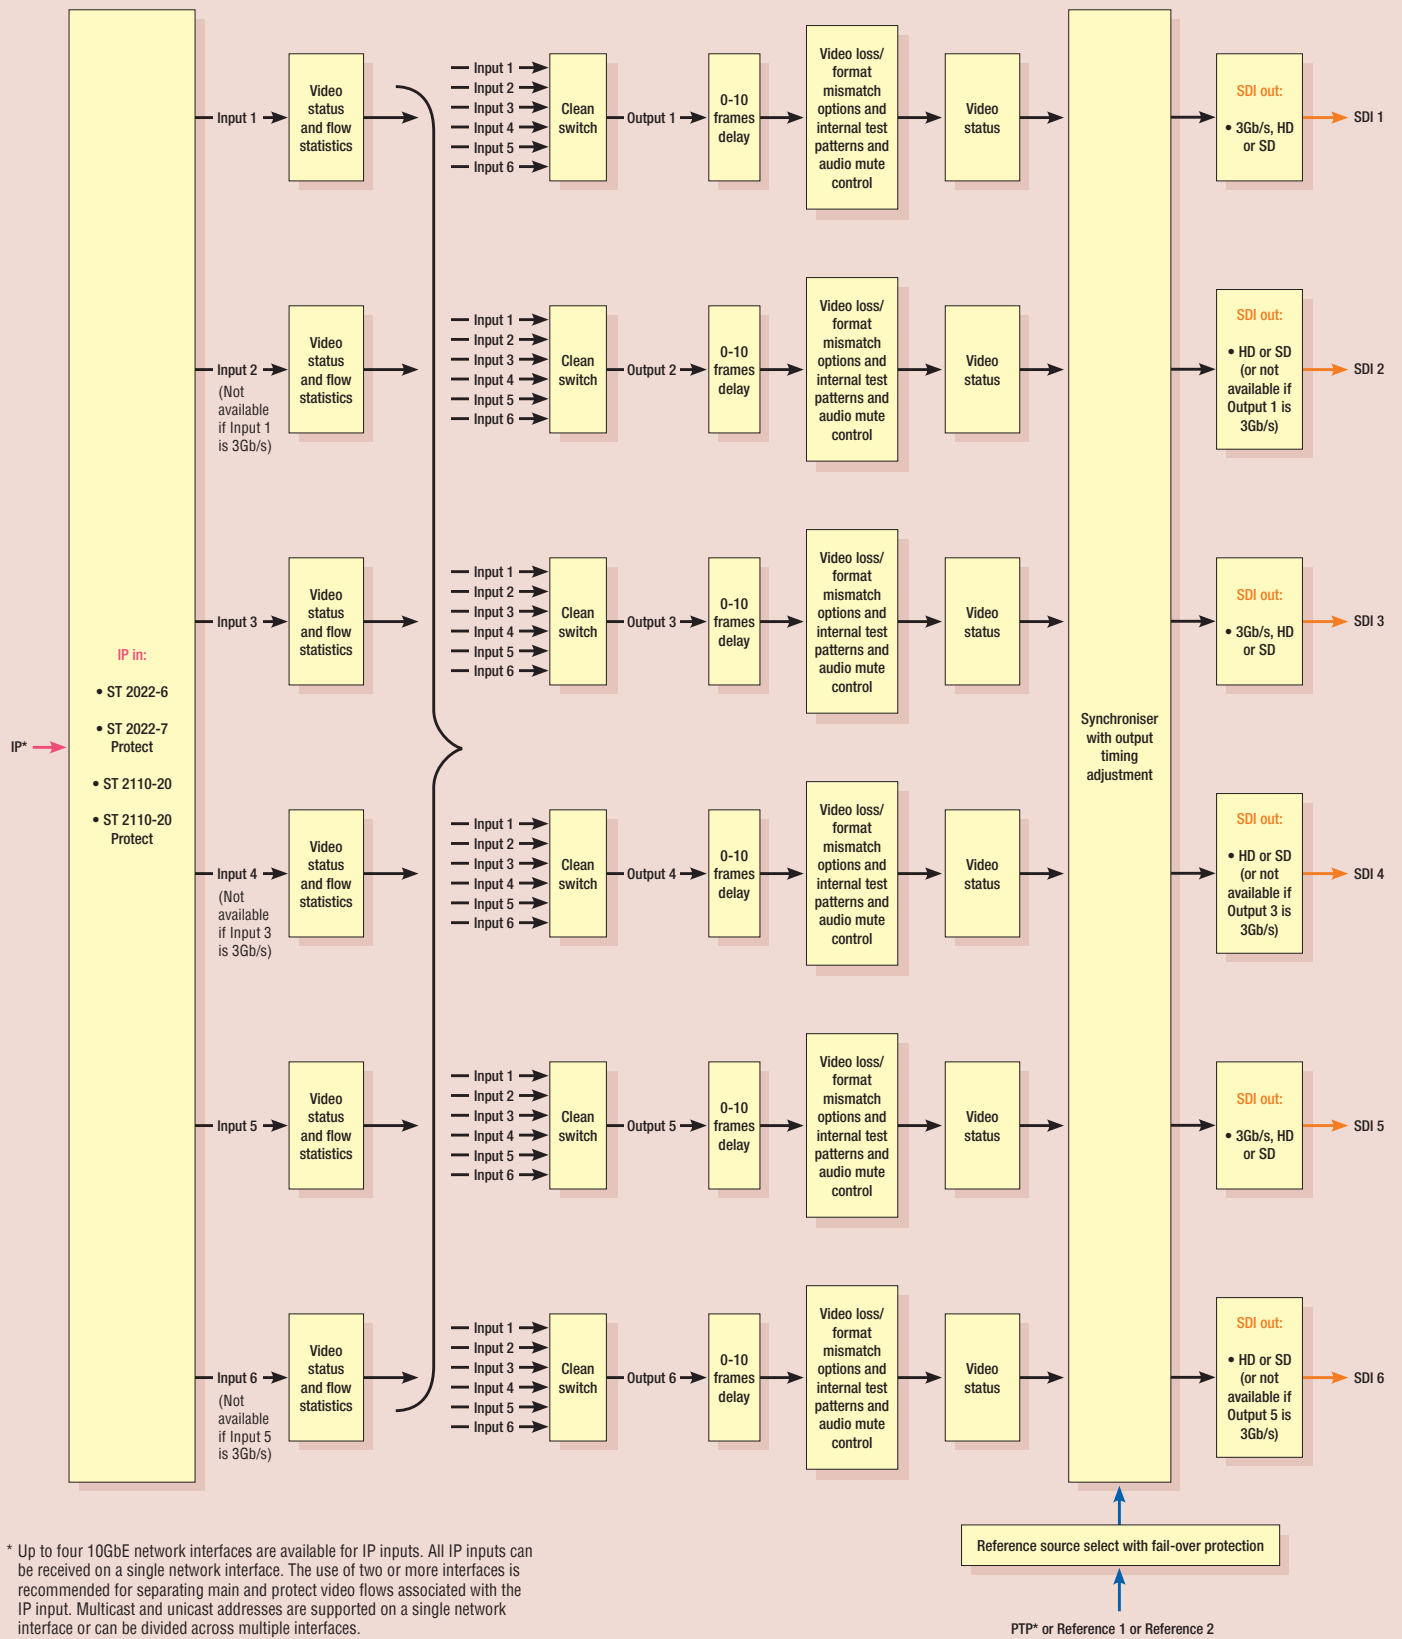 IP*
IP in:
• ST 2022-6
• ST 2022-7
Protect
• ST 2110-20
• ST 2110-20
Protect
Input 1
Video
status
and flow
statistics
Input 1
Input 2
Input 3
Input 4
Input 5
Input 6
Clean
switch
Output 1
0-10
frames
delay
Video loss/
format
mismatch
options and
internal test
patterns and
audio mute
control
Video
status
SDI out:
• 3Gb/s, HD
or SD
SDI 1
Input 2
(Not
available
if Input 1
is 3Gb/s)
Video
status
and flow
statistics
Input 1
Input 2
Input 3
Input 4
Input 5
Input 6
Clean
switch
Output 2
0-10
frames
delay
Video loss/
format
mismatch
options and
internal test
patterns and
audio mute
control
Video
status
SDI out:
• HD or SD
(or not
available if
Output 1 is
3Gb/s)
SDI 2
Input 3
Video
status
and flow
statistics
Input 1
Input 2
Input 3
Input 4
Input 5
Input 6
Clean
switch
Output 3
0-10
frames
delay
Video loss/
format
mismatch
options and
internal test
patterns and
audio mute
control
Video
status
SDI out:
• 3Gb/s, HD
or SD
SDI 3
Synchroniser
with output
timing
adjustment
Input 4
(Not
available
if Input 3
is 3Gb/s)
Video
status
and flow
statistics
Input 1
Input 2
Input 3
Input 4
Input 5
Input 6
Clean
switch
Output 4
0-10
frames
delay
Video loss/
format
mismatch
options and
internal test
patterns and
audio mute
control
Video
status
SDI out:
• HD or SD
(or not
available if
Output 3 is
3Gb/s)
SDI 4
Input 5
Video
status
and flow
statistics
Input 1
Input 2
Input 3
Input 4
Input 5
Input 6
Clean
switch
Output 5
0-10
frames
delay
Video loss/
format
mismatch
options and
internal test
patterns and
audio mute
control
Video
status
SDI out:
• 3Gb/s, HD
or SD
SDI 5
Input 6
(Not
available
if Input 5
is 3Gb/s)
Video
status
and flow
statistics
Input 1
Input 2
Input 3
Input 4
Input 5
Input 6
Clean
switch
Output 6
0-10
frames
delay
Video loss/
format
mismatch
options and
internal test
patterns and
audio mute
control
Video
status
SDI out:
• HD or SD
(or not
available if
Output 5 is
3Gb/s)
SDI 6
Reference source select with fail-over protection
PTP* or Reference 1 or Reference 2
* Up to four 10GbE network interfaces are available for IP inputs. All IP inputs can
be received on a single network interface. The use of two or more interfaces is
recommended for separating main and protect video flows associated with the
IP input. Multicast and unicast addresses are supported on a single network
interface or can be divided across multiple interfaces.